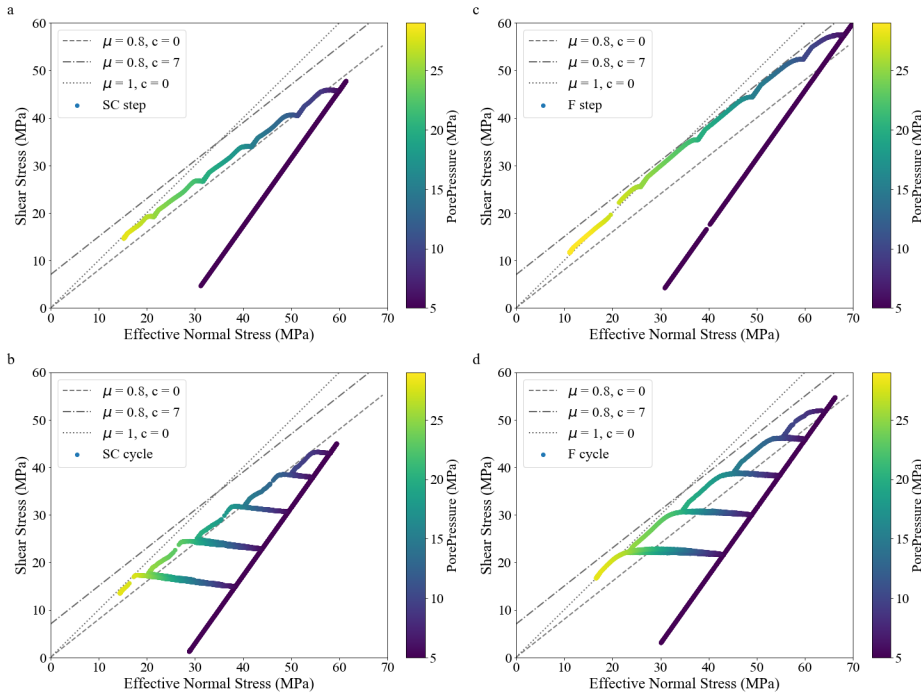 a
60
50
40
30
20
10
0
Shear Stress (MPa)
μ = 0.8, c = 0
μ = 0.8, c = 7
μ = 1, c = 0
SC step
0 10 20 30 40 50 60 70
Effective Normal Stress (MPa)
25
20
15
10
5
PorePressure (MPa)
c
60
50
40
30
20
10
0
Shear Stress (MPa)
μ = 0.8, c = 0
μ = 0.8, c = 7
μ = 1, c = 0
F step
0 10 20 30 40 50 60 70
Effective Normal Stress (MPa)
25
20
15
10
5
PorePressure (MPa)
b
60
50
40
30
20
10
0
Shear Stress (MPa)
μ = 0.8, c = 0
μ = 0.8, c = 7
μ = 1, c = 0
SC cycle
0 10 20 30 40 50 60 70
Effective Normal Stress (MPa)
25
20
15
10
5
PorePressure (MPa)
d
60
50
40
30
20
10
0
Shear Stress (MPa)
μ = 0.8, c = 0
μ = 0.8, c = 7
μ = 1, c = 0
F cycle
0 10 20 30 40 50 60 70
Effective Normal Stress (MPa)
25
20
15
10
5
PorePressure (MPa)